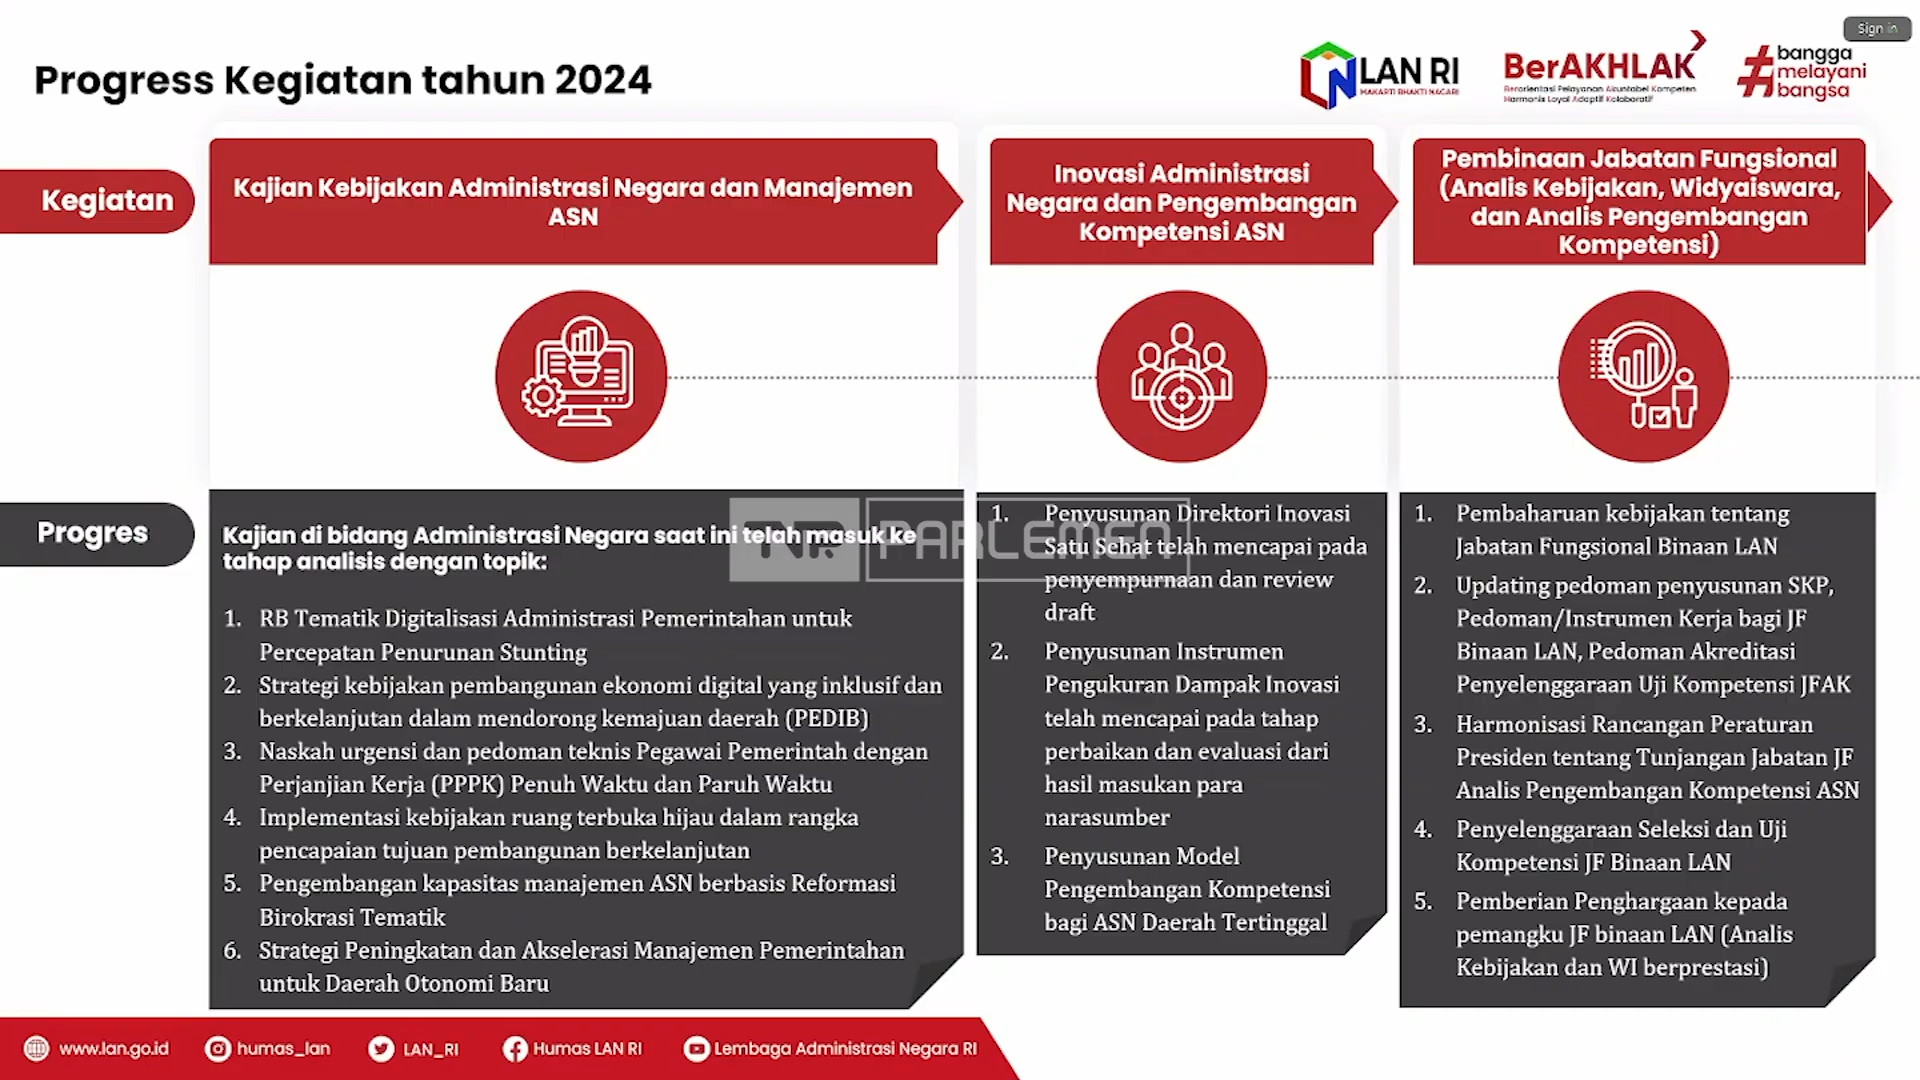 Sign in
Progress Kegiatan tahun 2024
LAN RI
MAKARTI BHAKTI NAGARI
BerAKHLAK
Berorientasi Pelayanan Akuntabel Kompeten
Harmonis Loyal Adaptif Kolaboratif
#bangga
melayani
bangsa
Kegiatan
Kajian Kebijakan Administrasi Negara dan Manajemen
ASN
Inovasi Administrasi
Negara dan Pengembangan
Kompetensi ASN
Pembinaan Jabatan Fungsional
(Analis Kebijakan, Widyaiswara,
dan Analis Pengembangan
Kompetensi)
Progres
Kajian di bidang Administrasi Negara saat ini telah masuk ke
tahap analisis dengan topik:
1. RB Tematik Digitalisasi Administrasi Pemerintahan untuk
Percepatan Penurunan Stunting
2. Strategi kebijakan pembangunan ekonomi digital yang inklusif dan
berkelanjutan dalam mendorong kemajuan daerah (PEDIB)
3. Naskah urgensi dan pedoman teknis Pegawai Pemerintah dengan
Perjanjian Kerja (PPPK) Penuh Waktu dan Paruh Waktu
4. Implementasi kebijakan ruang terbuka hijau dalam rangka
pencapaian tujuan pembangunan berkelanjutan
5. Pengembangan kapasitas manajemen ASN berbasis Reformasi
Birokrasi Tematik
6. Strategi Peningkatan dan Akselerasi Manajemen Pemerintahan
untuk Daerah Otonomi Baru
1. Penyusunan Direktori Inovasi
Satu Sehat telah mencapai pada
penyempurnaan dan review
draft
2. Penyusunan Instrumen
Pengukuran Dampak Inovasi
telah mencapai pada tahap
perbaikan dan evaluasi dari
hasil masukan para
narasumber
3. Penyusunan Model
Pengembangan Kompetensi
bagi ASN Daerah Tertinggal
1. Pembaharuan kebijakan tentang
Jabatan Fungsional Binaan LAN
2. Updating pedoman penyusunan SKP,
Pedoman/Instrumen Kerja bagi JF
Binaan LAN, Pedoman Akreditasi
Penyelenggaraan Uji Kompetensi JFAK
3. Harmonisasi Rancangan Peraturan
Presiden tentang Tunjangan Jabatan JF
Analis Pengembangan Kompetensi ASN
4. Penyelenggaraan Seleksi dan Uji
Kompetensi JF Binaan LAN
5. Pemberian Penghargaan kepada
pemangku JF binaan LAN (Analis
Kebijakan dan WI berprestasi)
PARLEMEN
www.lan.go.id
humas_lan
LAN_RI
Humas LAN RI
Lembaga Administrasi Negara RI